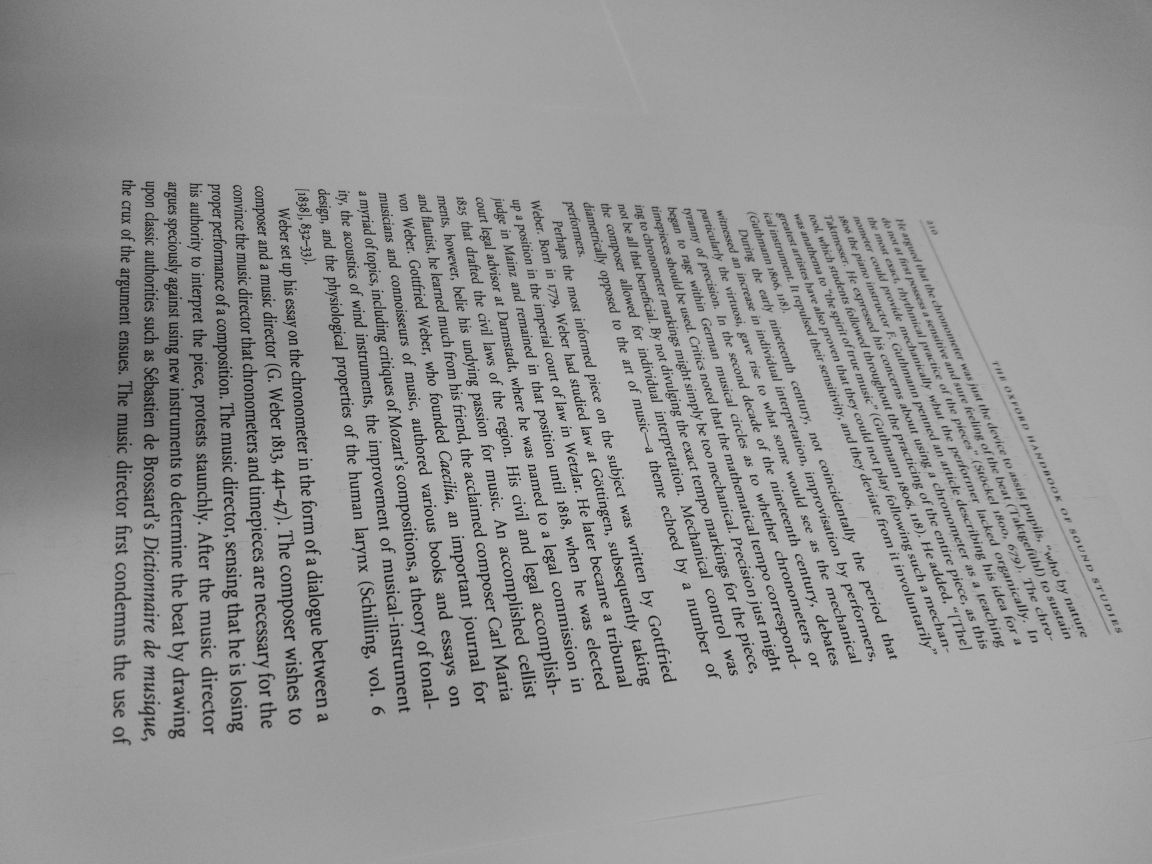 210 THE OXFORD HANDBOOK OF SOUND STUDIES
He argued that the chronometer was just the device to assist pupils, "who by nature
do not at first possess a sensitive and sure feeling of the beat (Taktgefühl) to sustain
the most exact, rhythmical practice of the pieces" (Stöckel 1800, 679). The chro-
nometer could provide mechanically what the performer lacked organically. In
1806 the piano instructor F. Guthmann penned an article describing his idea for a
Taktmesser. He expressed his concerns about using a chronometer as a teaching
tool, which students followed throughout the practicing of the entire piece, as this
was anathema to "the spirit of true music" (Guthmann 1806, 118). He added, "[The]
greatest artistes have also proven that they could not play following such a mechan-
ical instrument. It repulsed their sensitivity, and they deviate from it involuntarily"
(Guthmann 1806, 118).
During the early nineteenth century, not coincidentally the period that
witnessed an increase in individual interpretation, improvisation by performers,
particularly the virtuosi, gave rise to what some would see as the mechanical
tyranny of precision. In the second decade of the nineteenth century, debates
began to rage within German musical circles as to whether chronometers or
timepieces should be used. Critics noted that the mathematical tempo correspond-
ing to chronometer markings might simply be too mechanical. Precision just might
not be all that beneficial. By not divulging the exact tempo markings for the piece,
the composer allowed for individual interpretation. Mechanical control was
diametrically opposed to the art of music—a theme echoed by a number of
performers.
Perhaps the most informed piece on the subject was written by Gottfried
Weber. Born in 1779, Weber had studied law at Göttingen, subsequently taking
up a position in the imperial court of law in Wetzlar. He later became a tribunal
judge in Mainz and remained in that position until 1818, when he was elected
court legal advisor at Darmstadt, where he was named to a legal commission in
1825 that drafted the civil laws of the region. His civil and legal accomplish-
ments, however, belie his undying passion for music. An accomplished cellist
and flautist, he learned much from his friend, the acclaimed composer Carl Maria
von Weber. Gottfried Weber, who founded Caecilia, an important journal for
musicians and connoisseurs of music, authored various books and essays on
a myriad of topics, including critiques of Mozart's compositions, a theory of tonal-
ity, the acoustics of wind instruments, the improvement of musical-instrument
design, and the physiological properties of the human larynx (Schilling, vol. 6
[1838], 832–33).
Weber set up his essay on the chronometer in the form of a dialogue between a
composer and a music director (G. Weber 1813, 441–47). The composer wishes to
convince the music director that chronometers and timepieces are necessary for the
proper performance of a composition. The music director, sensing that he is losing
his authority to interpret the piece, protests staunchly. After the music director
argues speciously against using new instruments to determine the beat by drawing
upon classic authorities such as Sébastien de Brossard's Dictionnaire de musique,
the crux of the argument ensues. The music director first condemns the use of